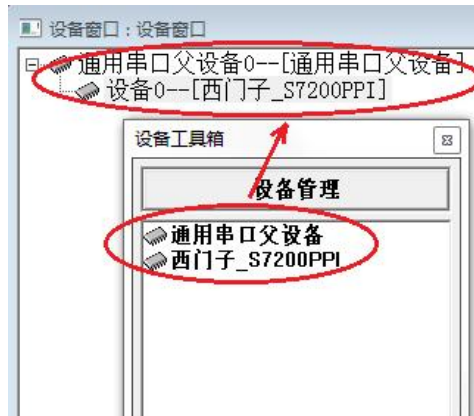 设备窗口：设备窗口
通用串口父设备0--[通用串口父设备]
设备0--[西门子_S7200PPI]
设备工具箱
设备管理
通用串口父设备
西门子_S7200PPI